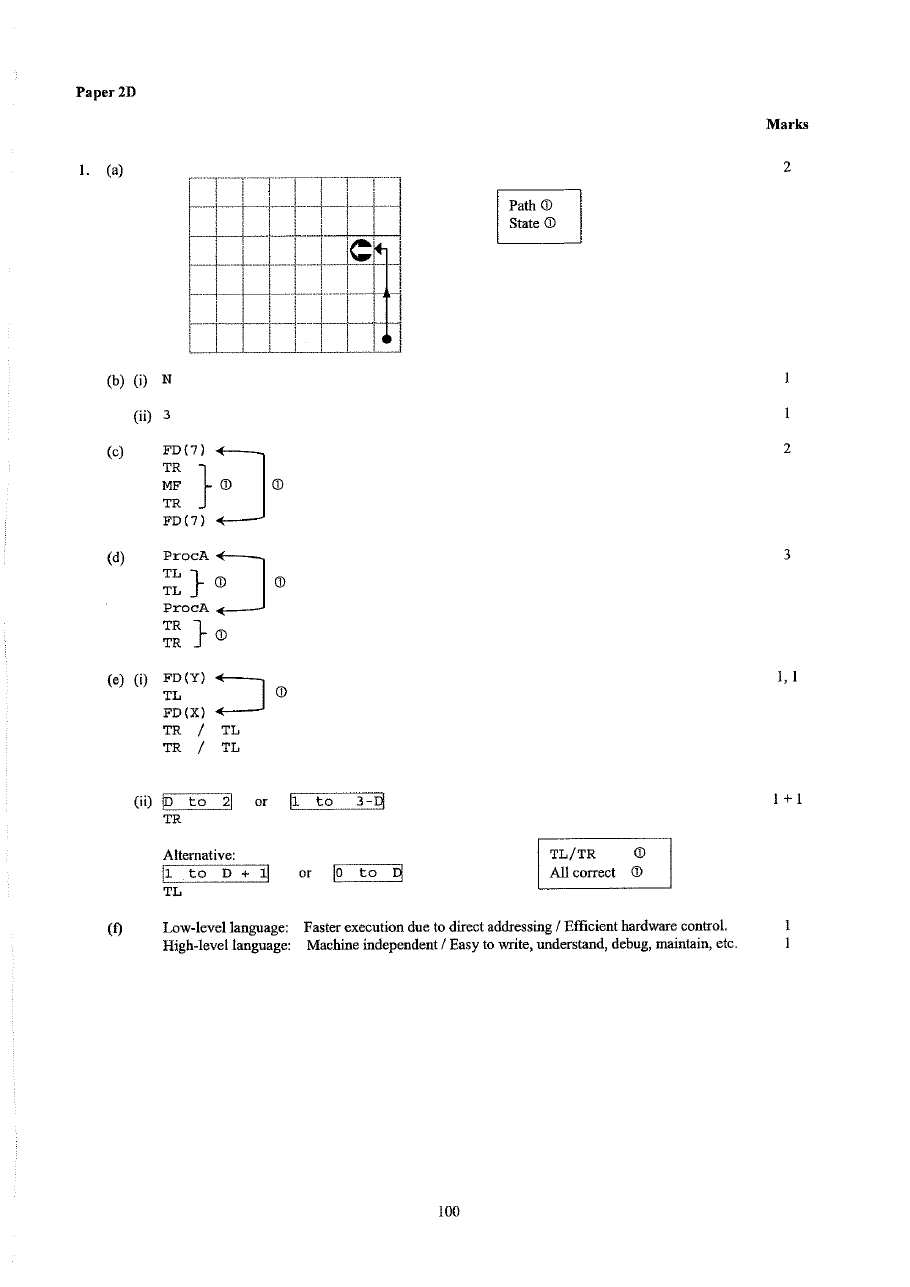 Paper 2D
Marks
1. (a) 2
Path ①
State ①
(b) (i) N 1
(ii) 3 1
(c) FD(7) 2
TR
MF ① ①
TR
FD(7)
(d) ProcA 3
TL
TL ① ①
ProcA
TR
TR ①
(e) (i) FD(Y) 1, 1
TL ①
FD(X)
TR / TL
TR / TL
(ii) D to 2 or 1 to 3-D 1 + 1
TR
Alternative:
1 to D + 1 or 0 to D
TL
TL/TR ①
All correct ①
(f) Low-level language: Faster execution due to direct addressing / Efficient hardware control. 1
High-level language: Machine independent / Easy to write, understand, debug, maintain, etc. 1
100